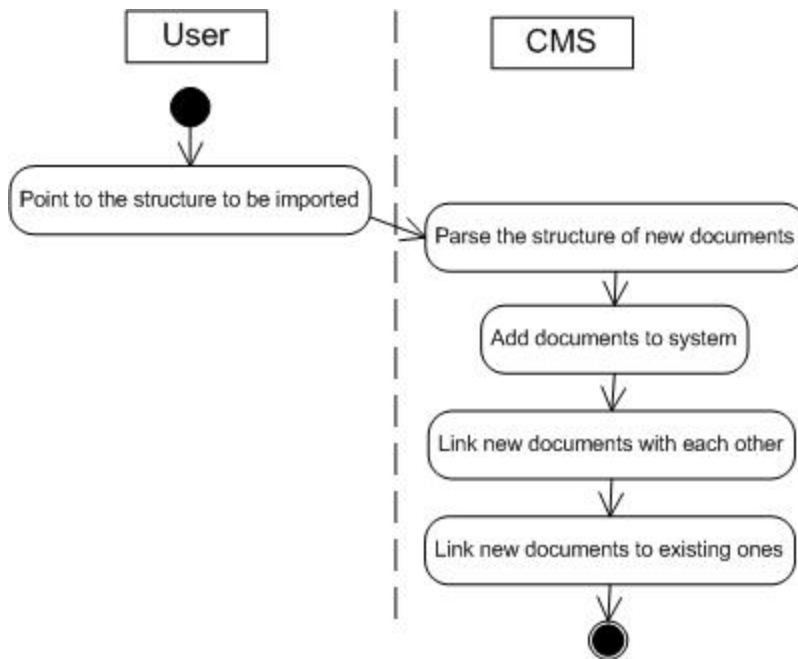 User
CMS
Point to the structure to be imported
Parse the structure of new documents
Add documents to system
Link new documents with each other
Link new documents to existing ones